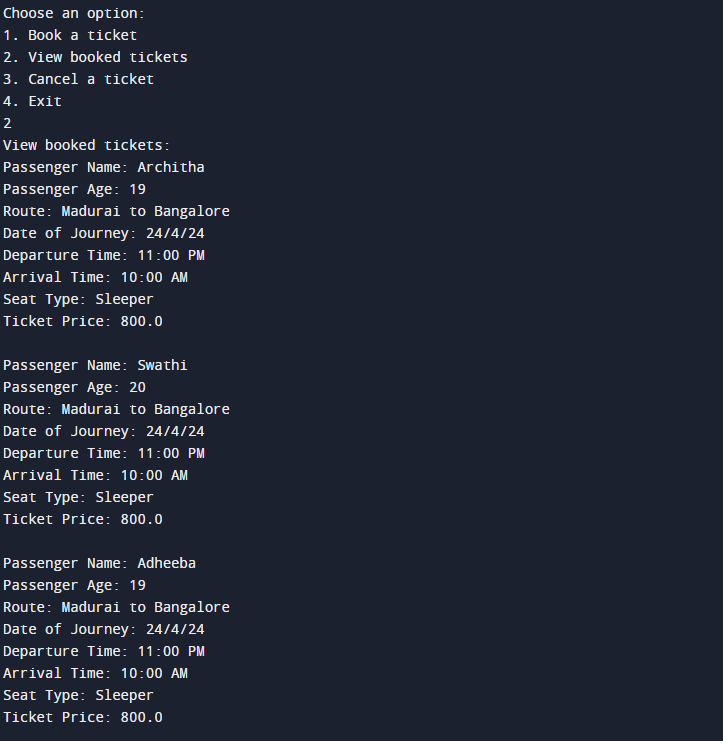 Choose an option:
1. Book a ticket
2. View booked tickets
3. Cancel a ticket
4. Exit
2
View booked tickets:
Passenger Name: Architha
Passenger Age: 19
Route: Madurai to Bangalore
Date of Journey: 24/4/24
Departure Time: 11:00 PM
Arrival Time: 10:00 AM
Seat Type: Sleeper
Ticket Price: 800.0

Passenger Name: Swathi
Passenger Age: 20
Route: Madurai to Bangalore
Date of Journey: 24/4/24
Departure Time: 11:00 PM
Arrival Time: 10:00 AM
Seat Type: Sleeper
Ticket Price: 800.0

Passenger Name: Adheeba
Passenger Age: 19
Route: Madurai to Bangalore
Date of Journey: 24/4/24
Departure Time: 11:00 PM
Arrival Time: 10:00 AM
Seat Type: Sleeper
Ticket Price: 800.0